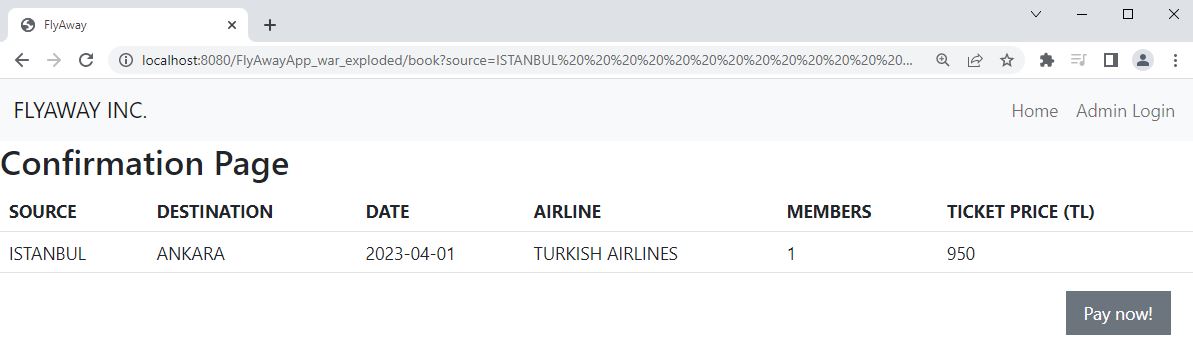 FlyAway
localhost:8080/FlyAwayApp_war_exploded/book?source=ISTANBUL%20%20%20%20%20%20%20%20%20%20%20%20%20...
FLYAWAY INC. Home Admin Login
Confirmation Page
SOURCE DESTINATION DATE AIRLINE MEMBERS TICKET PRICE (TL)
ISTANBUL ANKARA 2023-04-01 TURKISH AIRLINES 1 950
Pay now!